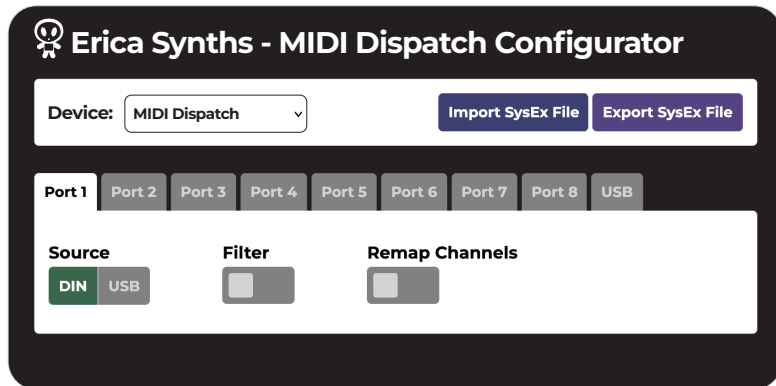 Erica Synths - MIDI Dispatch Configurator
Device: MIDI Dispatch Import SysEx File Export SysEx File
Port 1 Port 2 Port 3 Port 4 Port 5 Port 6 Port 7 Port 8 USB
Source Filter Remap Channels
DIN USB